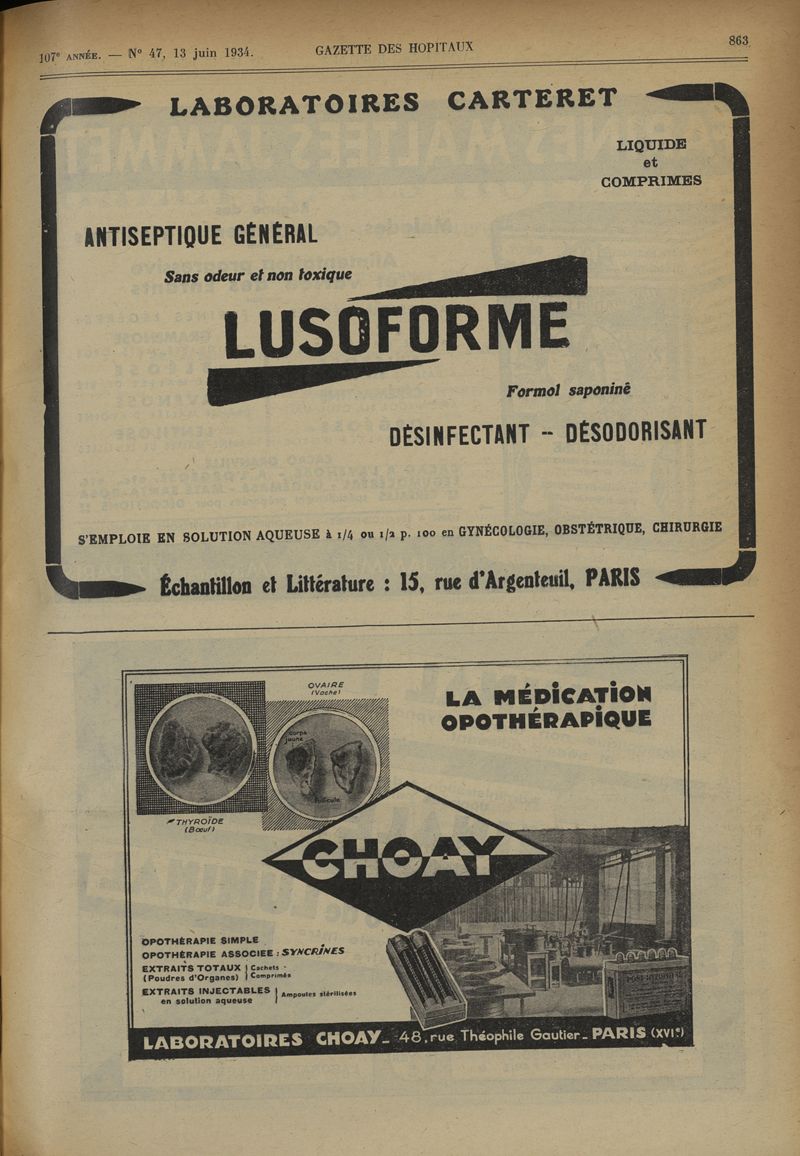 107e ANNÉE. — No 47, 13 juin 1934.
GAZETTE DES HOPITAUX
863
LABORATOIRES CARTERET
LIQUIDE
et
COMPRIMES
ANTISEPTIQUE GÉNÉRAL
Sans odeur et non toxique
LUSOFORME
Formol saponiné
DÉSINFECTANT -- DÉSODORISANT
S'EMPLOIE EN SOLUTION AQUEUSE à 1/4 ou 1/2 p. 100 en GYNÉCOLOGIE, OBSTÉTRIQUE, CHIRURGIE
Échantillon et Littérature : 15, rue d'Argenteuil, PARIS
OVAIRE
(Vache)
corps
jaune
follicule
THYROÏDE
(Bœuf)
LA MÉDICATION
OPOTHÉRAPIQUE
CHOAY
OPOTHÉRAPIE SIMPLE
OPOTHÉRAPIE ASSOCIEE : SYNCRINES
EXTRAITS TOTAUX | Cachets -
(Poudres d'Organes) | Comprimés
EXTRAITS INJECTABLES | Ampoules stérilisées
en solution aqueuse
LABORATOIRES CHOAY_ 48, rue Théophile Gautier_ PARIS (XVIe)